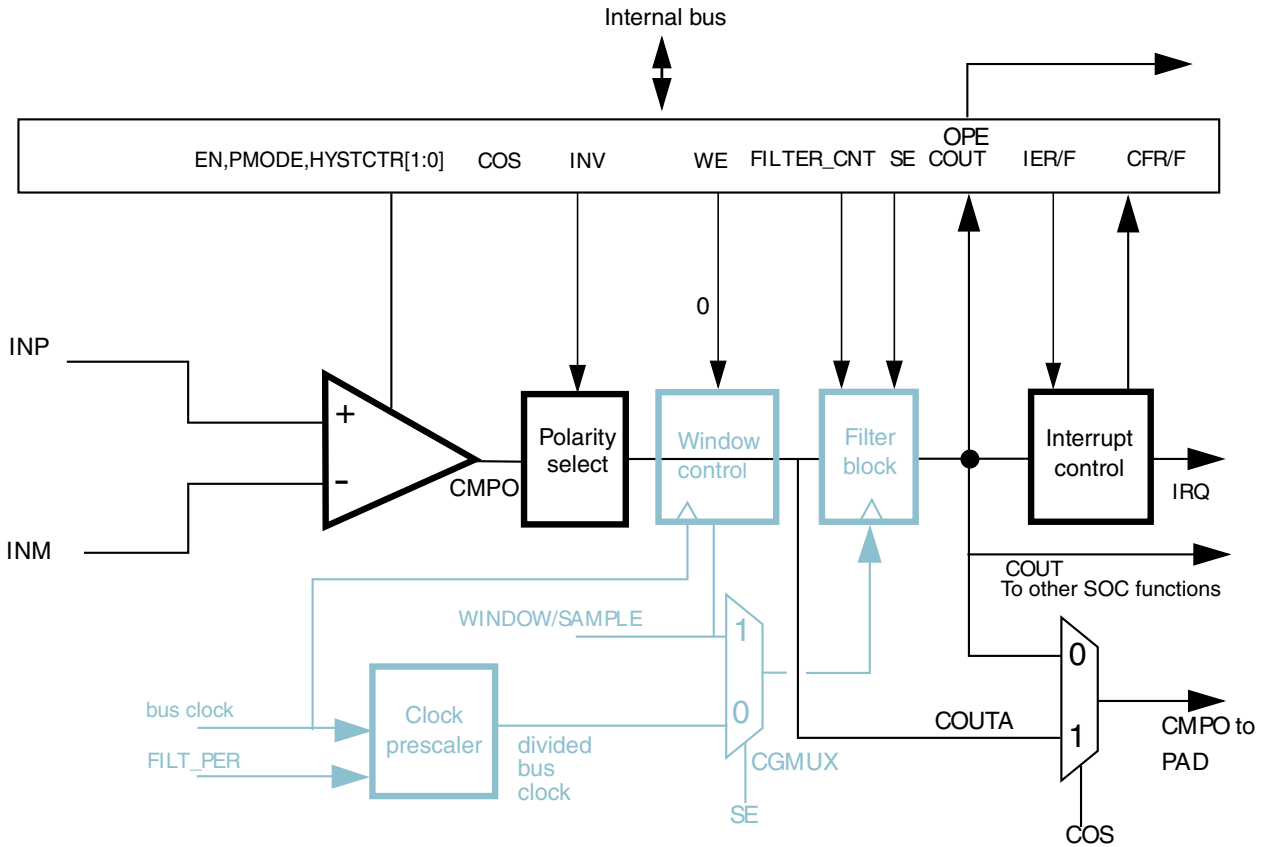 Internal bus
OPE
EN,PMODE,HYSTCTR[1:0] COS INV WE FILTER_CNT SE COUT IER/F CFR/F
0
INP
+
-
INM
CMPO
Polarity
select
Window
control
Filter
block
Interrupt
control
IRQ
COUT
To other SOC functions
WINDOW/SAMPLE
1
0
CGMUX
SE
bus clock
FILT_PER
Clock
prescaler
divided
bus
clock
COUTA
0
1
CMPO to
PAD
COS